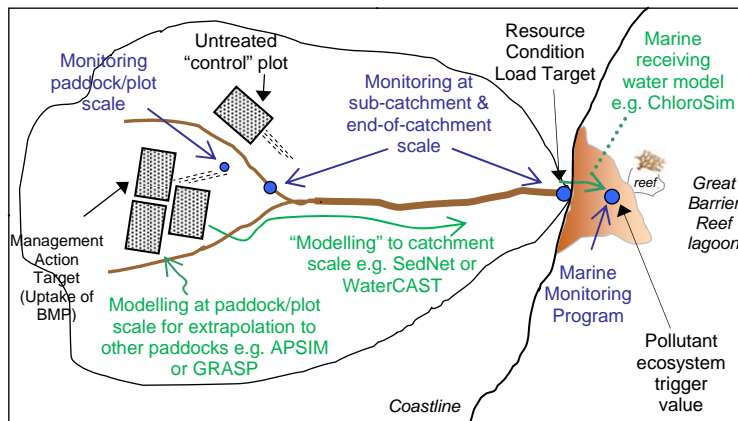 Monitoring
paddock/plot
scale
Untreated
“control” plot
Monitoring at
sub-catchment &
end-of-catchment
scale
Resource
Condition
Load Target
Marine
receiving
water model
e.g. ChloroSim
reef
Great
Barrier
Reef
lagoon
Management
Action
Target
(Uptake of
BMP)
“Modelling” to catchment
scale e.g. SedNet or
WaterCAST
Modelling at paddock/plot
scale for extrapolation to
other paddocks e.g. APSIM
or GRASP
Marine
Monitoring
Program
Pollutant
ecosystem
trigger
value
Coastline